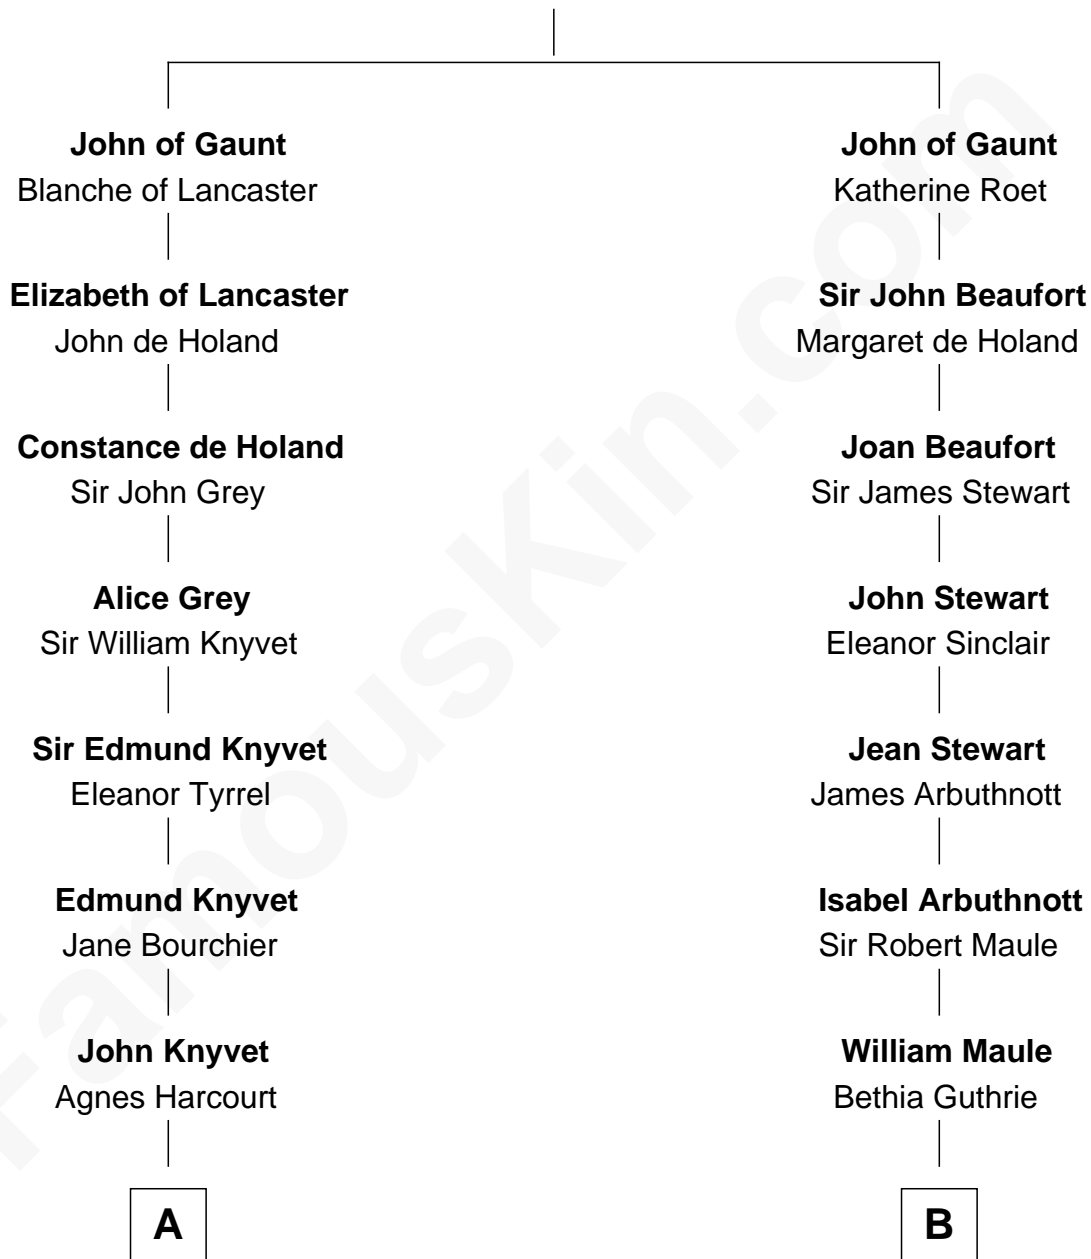 John of Gaunt
Blanche of Lancaster
Elizabeth of Lancaster
John de Holand
Constance de Holand
Sir John Grey
Alice Grey
Sir William Knyvet
Sir Edmund Knyvet
Eleanor Tyrrel
Edmund Knyvet
Jane Bourchier
John Knyvet
Agnes Harcourt
A
John of Gaunt
Katherine Roet
Sir John Beaufort
Margaret de Holand
Joan Beaufort
Sir James Stewart
John Stewart
Eleanor Sinclair
Jean Stewart
James Arbuthnott
Isabel Arbuthnott
Sir Robert Maule
William Maule
Bethia Guthrie
B
FamousKin.com